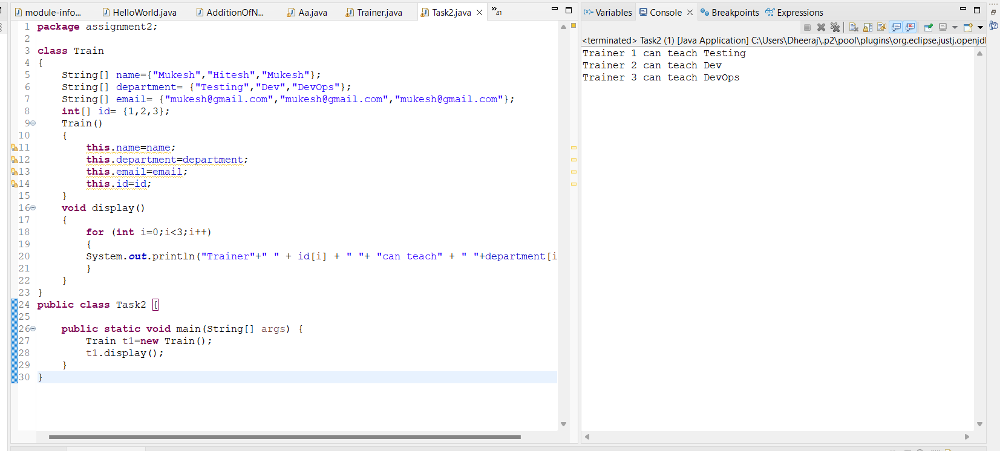 module-info...
HelloWorld.java
AdditionOfN...
Aa.java
Trainer.java
Task2.java
41
1 package assignment2;
2
3 class Train
4 {
5 String[] name={"Mukesh","Hitesh","Mukesh"};
6 String[] department= {"Testing","Dev","DevOps"};
7 String[] email= {"mukesh@gmail.com","mukesh@gmail.com","mukesh@gmail.com"};
8 int[] id= {1,2,3};
9 Train()
10 {
11 this.name=name;
12 this.department=department;
13 this.email=email;
14 this.id=id;
15 }
16 void display()
17 {
18 for (int i=0;i<3;i++)
19 {
20 System.out.println("Trainer"+" " + id[i] + " "+ "can teach" + " "+department[i
21 }
22 }
23 }
24 public class Task2 {
25
26 public static void main(String[] args) {
27 Train t1=new Train();
28 t1.display();
29 }
30 }
(x)= Variables
Console
Breakpoints
Expressions
<terminated> Task2 (1) [Java Application] C:\Users\Dheeraj\.p2\pool\plugins\org.eclipse.justj.openjdk
Trainer 1 can teach Testing
Trainer 2 can teach Dev
Trainer 3 can teach DevOps